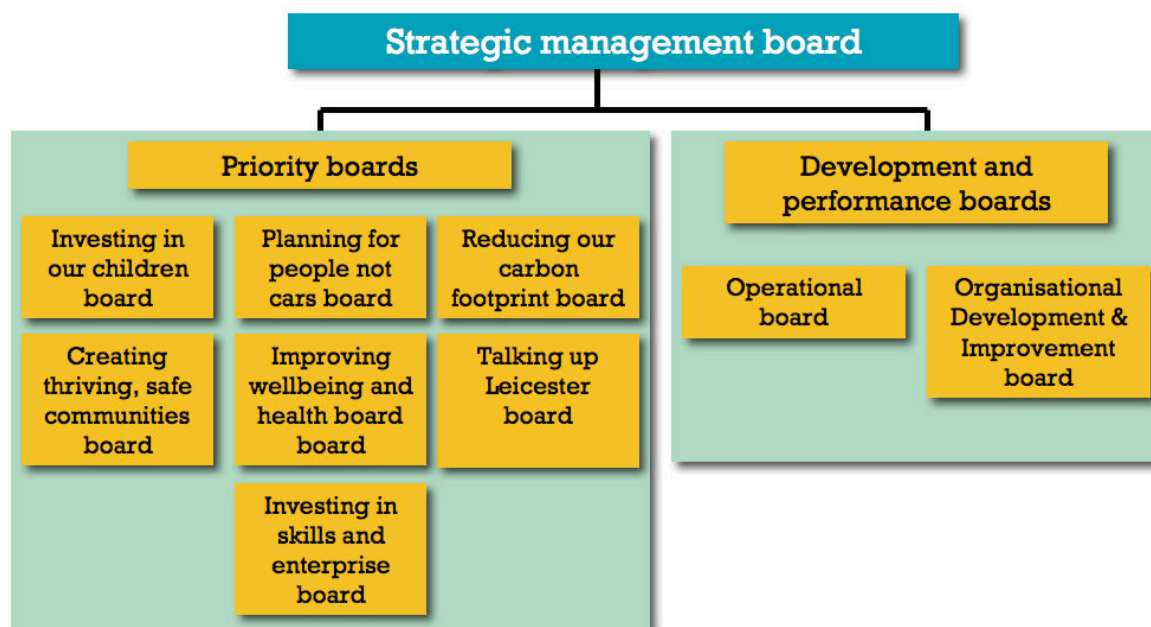 Strategic management board
Priority boards
Investing in
our children
board
Planning for
people not
cars board
Reducing our
carbon
footprint board
Creating
thriving, safe
communities
board
Improving
wellbeing and
health board
board
Talking up
Leicester
board
Investing in
skills and
enterprise
board
Development and
performance boards
Operational
board
Organisational
Development &
Improvement
board